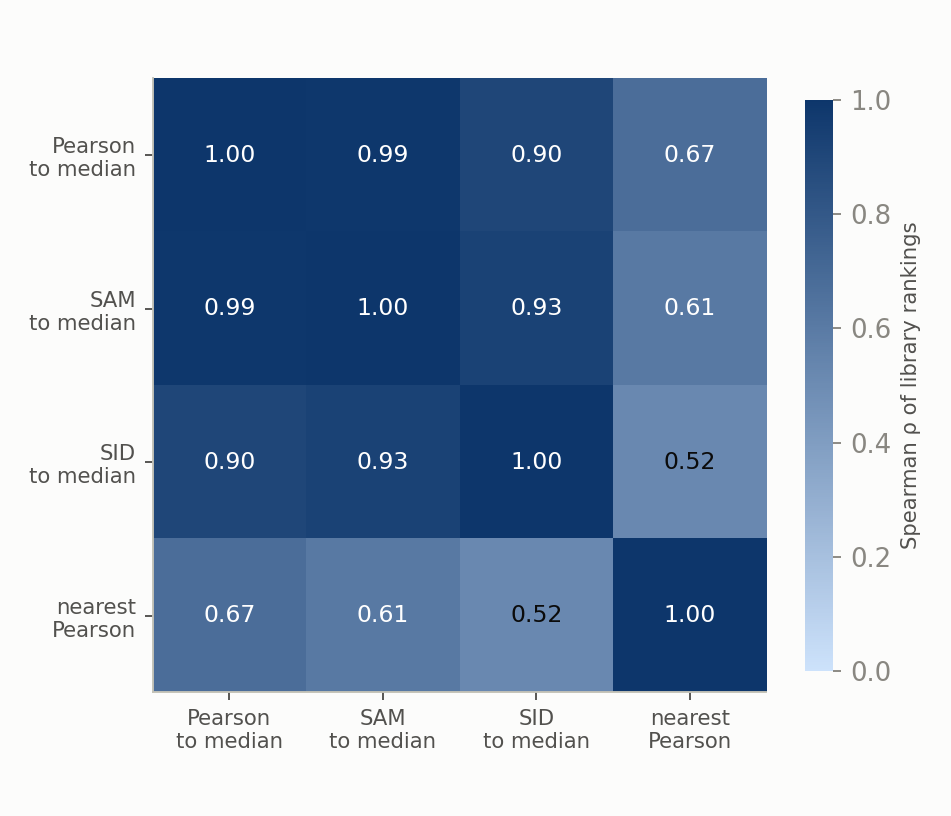 Pearson
to median
1.00
0.99
0.90
0.67
SAM
to median
0.99
1.00
0.93
0.61
SID
to median
0.90
0.93
1.00
0.52
nearest
Pearson
0.67
0.61
0.52
1.00
Pearson
to median
SAM
to median
SID
to median
nearest
Pearson
1.0
0.8
0.6
0.4
0.2
0.0
Spearman ρ of library rankings